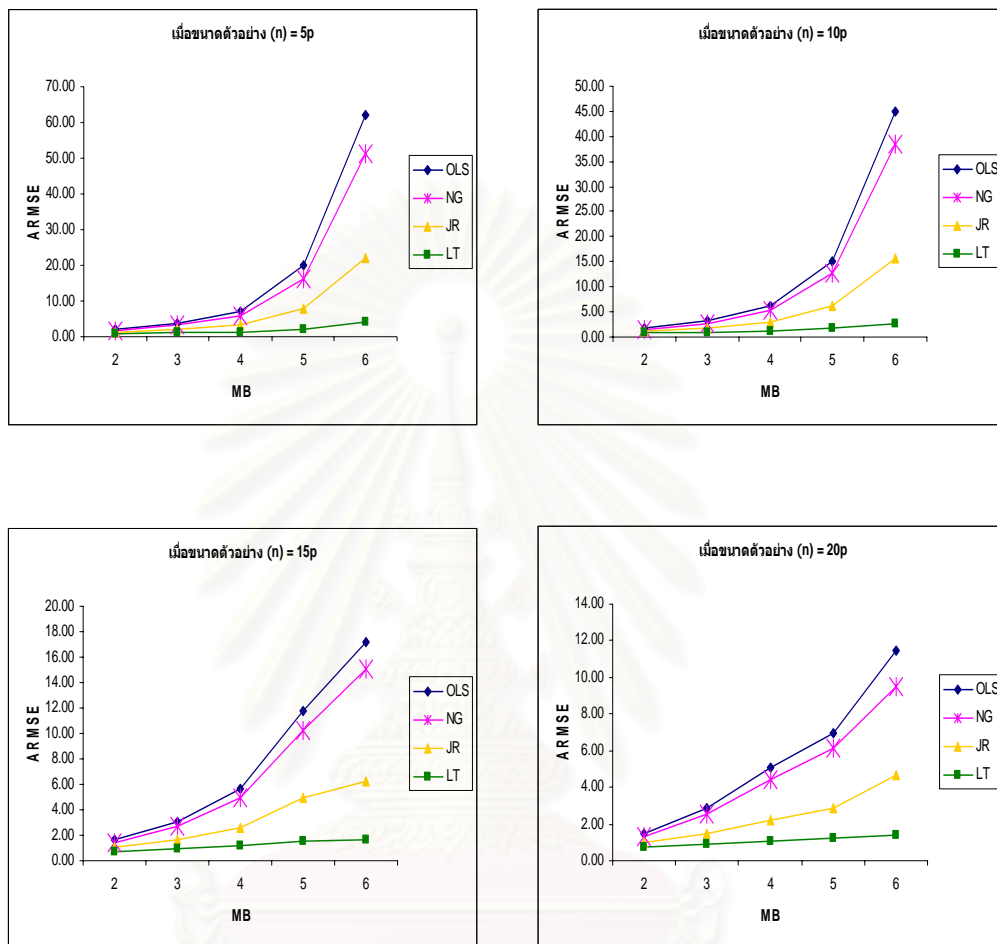 เมื่อขนาดตัวอย่าง (n) = 5p
70.00
60.00
50.00
40.00
30.00
20.00
10.00
0.00
ARMSE
2 3 4 5 6
MB
OLS
NG
JR
LT
เมื่อขนาดตัวอย่าง (n) = 10p
50.00
45.00
40.00
35.00
30.00
25.00
20.00
15.00
10.00
5.00
0.00
ARMSE
2 3 4 5 6
MB
OLS
NG
JR
LT
เมื่อขนาดตัวอย่าง (n) = 15p
20.00
18.00
16.00
14.00
12.00
10.00
8.00
6.00
4.00
2.00
0.00
ARMSE
2 3 4 5 6
MB
OLS
NG
JR
LT
เมื่อขนาดตัวอย่าง (n) = 20p
14.00
12.00
10.00
8.00
6.00
4.00
2.00
0.00
ARMSE
2 3 4 5 6
MB
OLS
NG
JR
LT